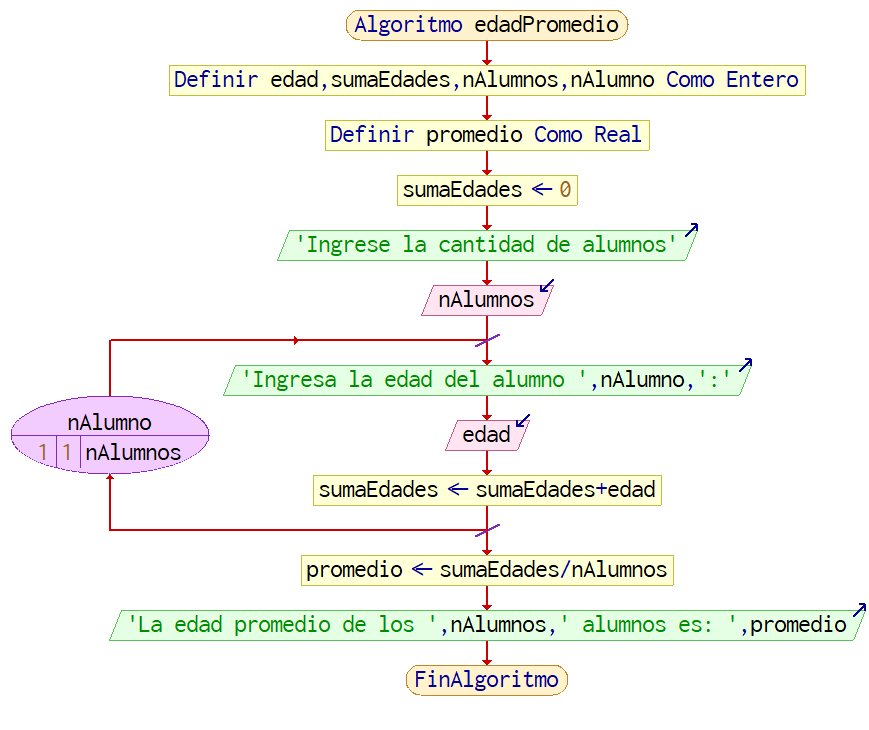 Algoritmo edadPromedio
Definir edad,sumaEdades,nAlumnos,nAlumno Como Entero
Definir promedio Como Real
sumaEdades ← 0
'Ingrese la cantidad de alumnos'
nAlumnos
'Ingresa la edad del alumno ',nAlumno,':'
nAlumno
1 1 nAlumnos
edad
sumaEdades ← sumaEdades+edad
promedio ← sumaEdades/nAlumnos
'La edad promedio de los ',nAlumnos,' alumnos es: ',promedio
FinAlgoritmo